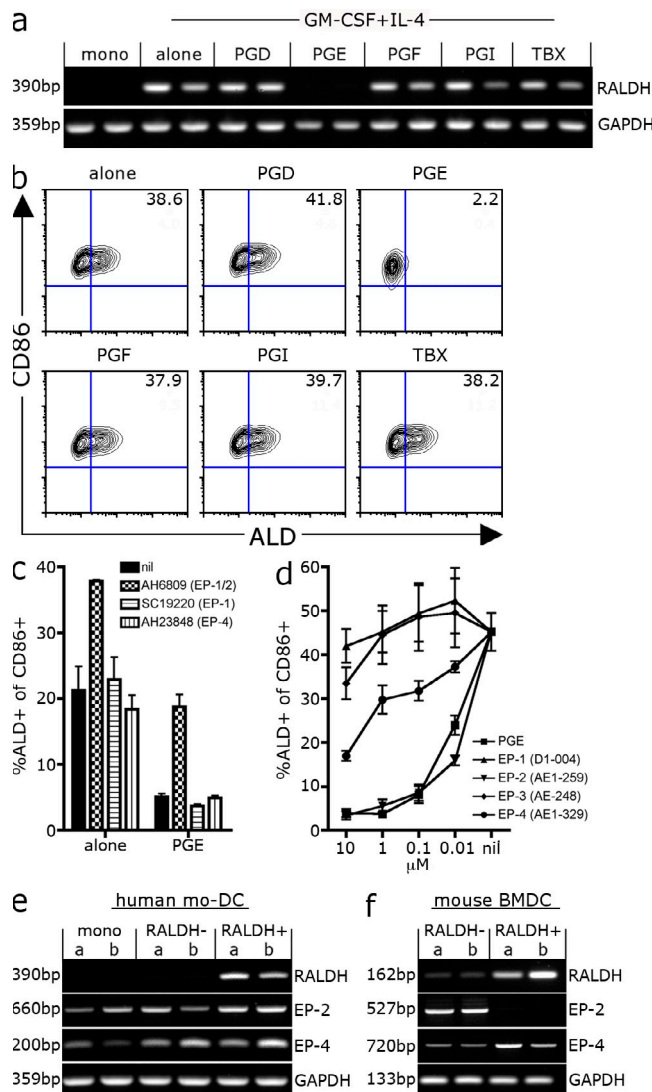 a
GM-CSF+IL-4
mono alone PGD PGE PGF PGI TBX
390bp RALDH
359bp GAPDH
b
alone PGD PGE
38.6 41.8 2.2
PGF PGI TBX
37.9 39.7 38.2
CD86
ALD
c
nil
AH6809 (EP-1/2)
SC19220 (EP-1)
AH23848 (EP-4)
%ALD+ of CD86+
40
30
20
10
0
alone PGE
d
%ALD+ of CD86+
60
50
40
30
20
10
0
PGE
EP-1 (D1-004)
EP-2 (AE1-259)
EP-3 (AE-248)
EP-4 (AE1-329)
10 1 0.1 0.01 nil
μM
e
human mo-DC
mono RALDH- RALDH+
a b a b a b
390bp RALDH
660bp EP-2
200bp EP-4
359bp GAPDH
f
mouse BMDC
RALDH- RALDH+
a b a b
162bp RALDH
527bp EP-2
720bp EP-4
133bp GAPDH